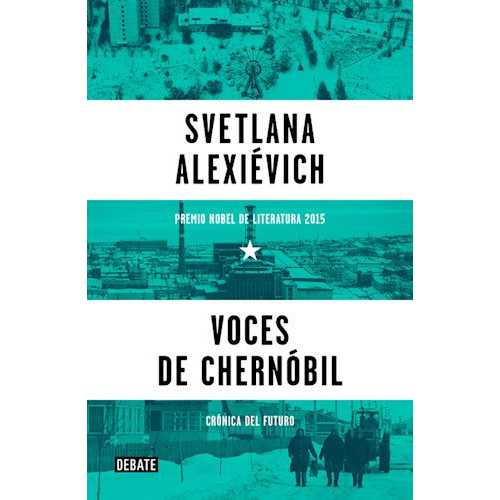 SVETLANA
ALEXIÉVICH
PREMIO NOBEL DE LITERATURA 2015
VOCES
DE CHERNÓBIL
CRÓNICA DEL FUTURO
DEBATE